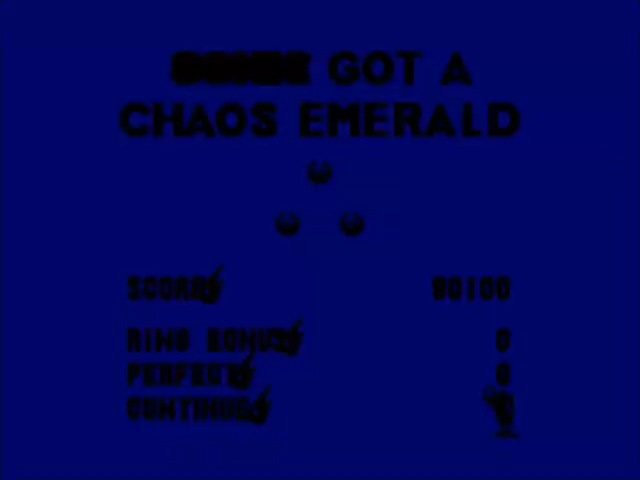 GOT A
CHAOS EMERALD
SCORE 90100
RING BONUS 0
PERFECT 0
CONTINUE